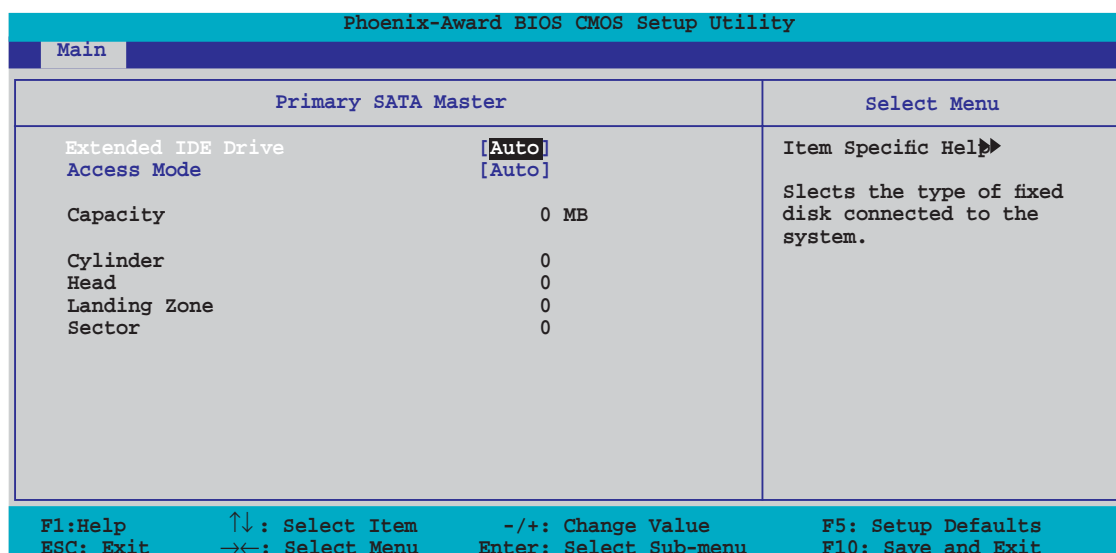 Phoenix-Award BIOS CMOS Setup Utility
Main
Primary SATA Master
Select Menu
Extended IDE Drive [Auto]
Access Mode [Auto]
Capacity 0 MB
Cylinder 0
Head 0
Landing Zone 0
Sector 0
Item Specific Help
Slects the type of fixed
disk connected to the
system.
F1:Help ↑↓: Select Item -/+: Change Value F5: Setup Defaults
ESC: Exit →←: Select Menu Enter: Select Sub-menu F10: Save and Exit